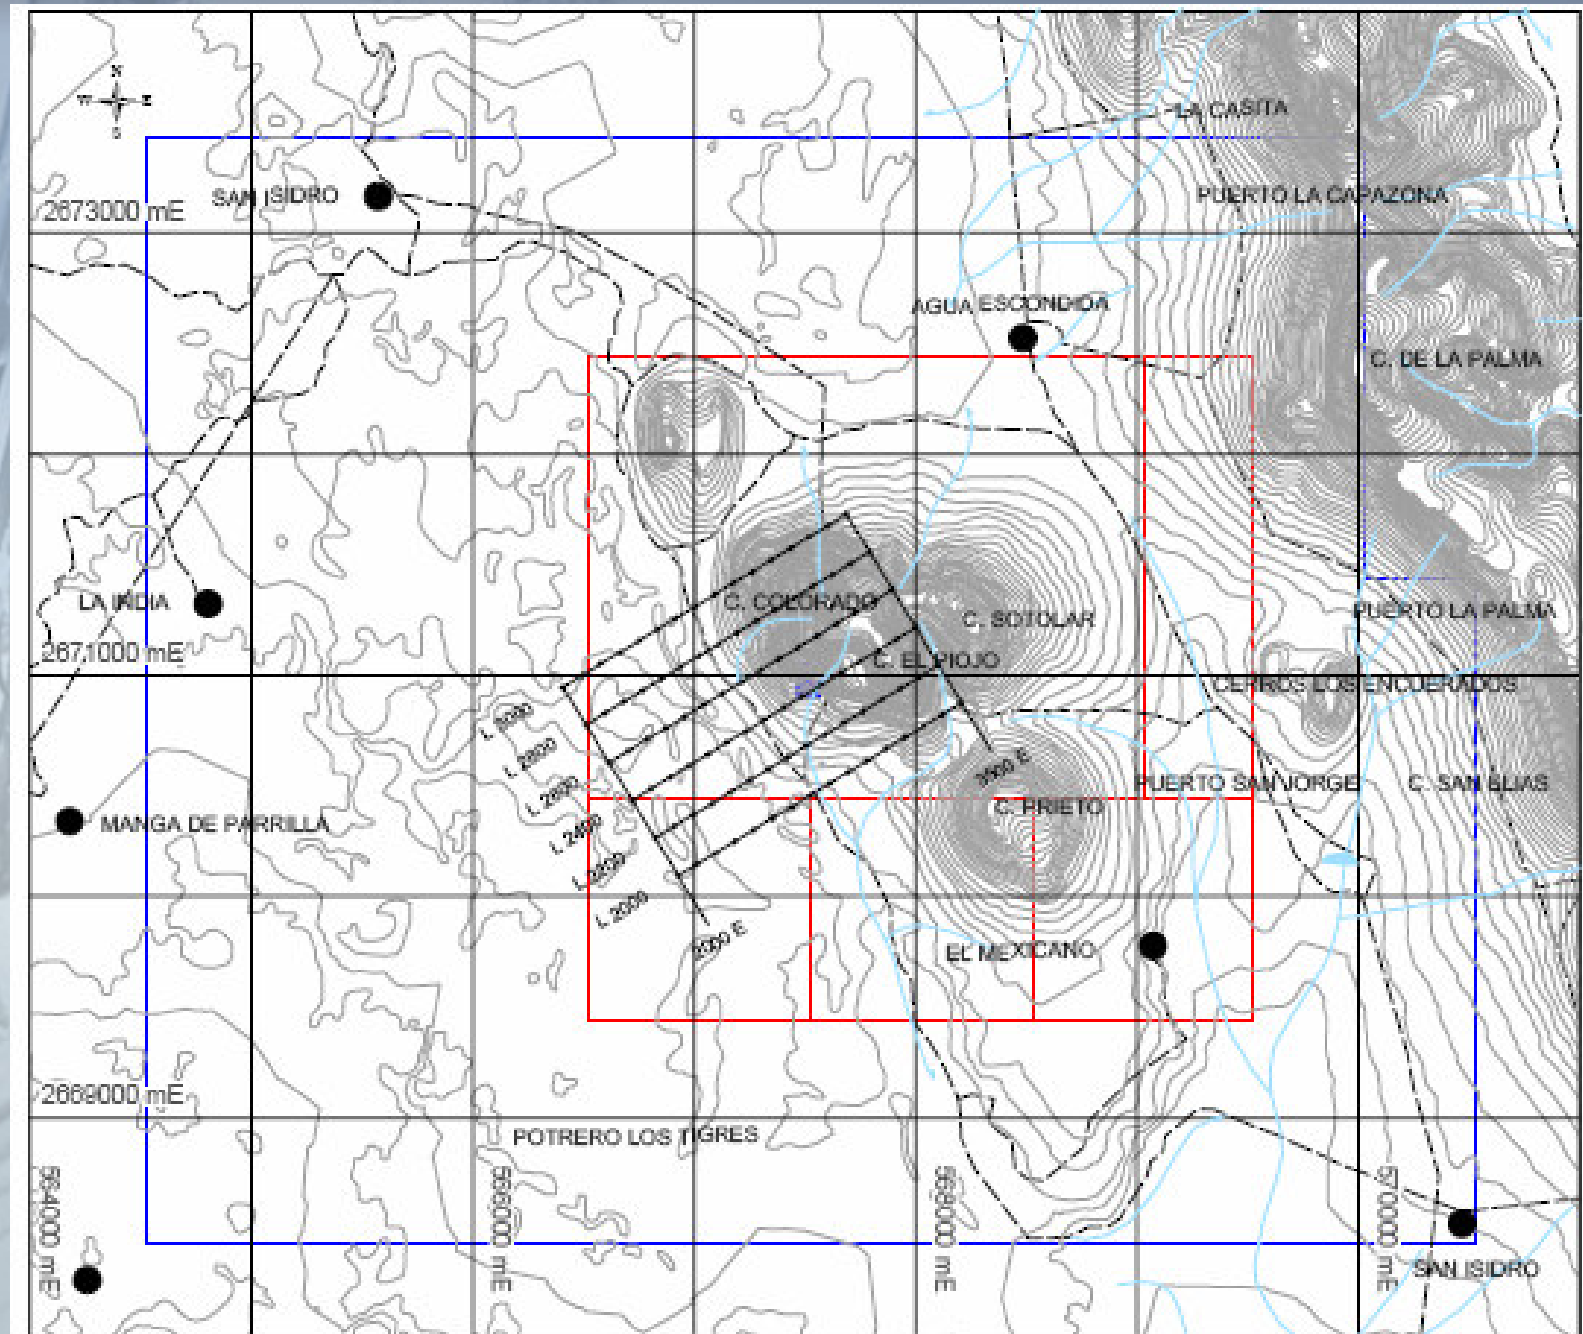 N
W E
S
LA CASITA
SAN ISIDRO
PUERTO LA CAPAZONA
2673000 mE
AGUA ESCONDIDA
C. DE LA PALMA
LA INDIA
C. COLORADO
C. SOTOLAR
PUERTO LA PALMA
2671000 mE
C. EL PIOJO
CERROS LOS ENCUERADOS
L 3000
L 2800
L 2600
L 2400
L 2200
L 2000
3500 E
2000 E
PUERTO SAN JORGE
C. SAN ELIAS
C. PRIETO
MANGA DE PARRILLA
EL MEXICANO
2669000 mE
POTRERO LOS TIGRES
564000 mE
566000 mE
568000 mE
570000 mE
SAN ISIDRO